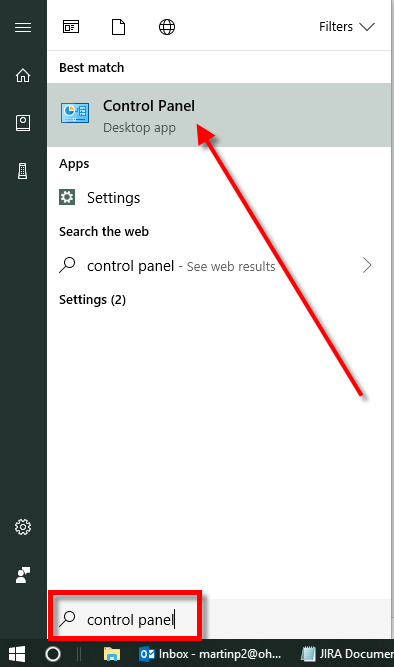 Filters
Best match
Control Panel
Desktop app
Apps
Settings
Search the web
control panel - See web results
Settings (2)
control panel
Inbox - martinp2@oh...
JIRA Documen